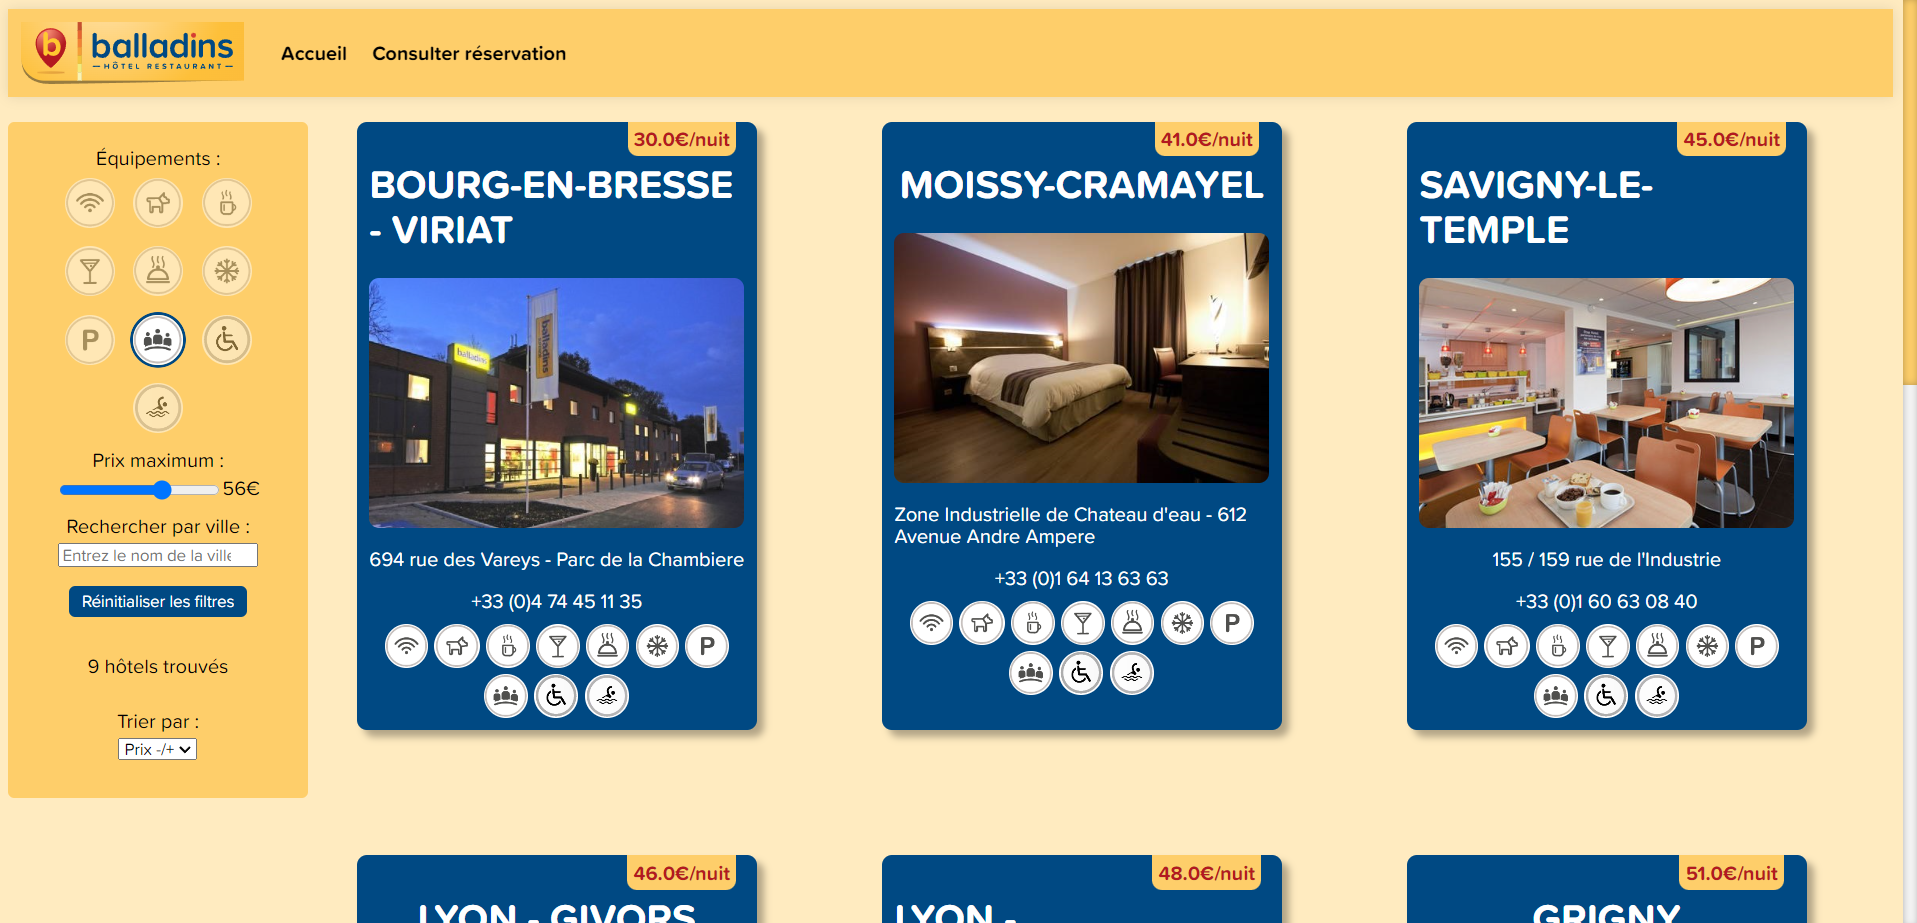 b balladins
HÔTEL RESTAURANT
Accueil
Consulter réservation
Équipements :
P
Prix maximum :
56€
Rechercher par ville :
Entrez le nom de la ville
Réinitialiser les filtres
9 hôtels trouvés
Trier par :
Prix -/+
30.0€/nuit
BOURG-EN-BRESSE
- VIRIAT
balladins
balladins
694 rue des Vareys - Parc de la Chambiere
+33 (0)4 74 45 11 35
P
41.0€/nuit
MOISSY-CRAMAYEL
Zone Industrielle de Chateau d'eau - 612
Avenue Andre Ampere
+33 (0)1 64 13 63 63
P
45.0€/nuit
SAVIGNY-LE-
TEMPLE
155 / 159 rue de l'Industrie
+33 (0)1 60 63 08 40
P
46.0€/nuit
LYON - GIVORS
48.0€/nuit
LYON -
51.0€/nuit
GRIGNY